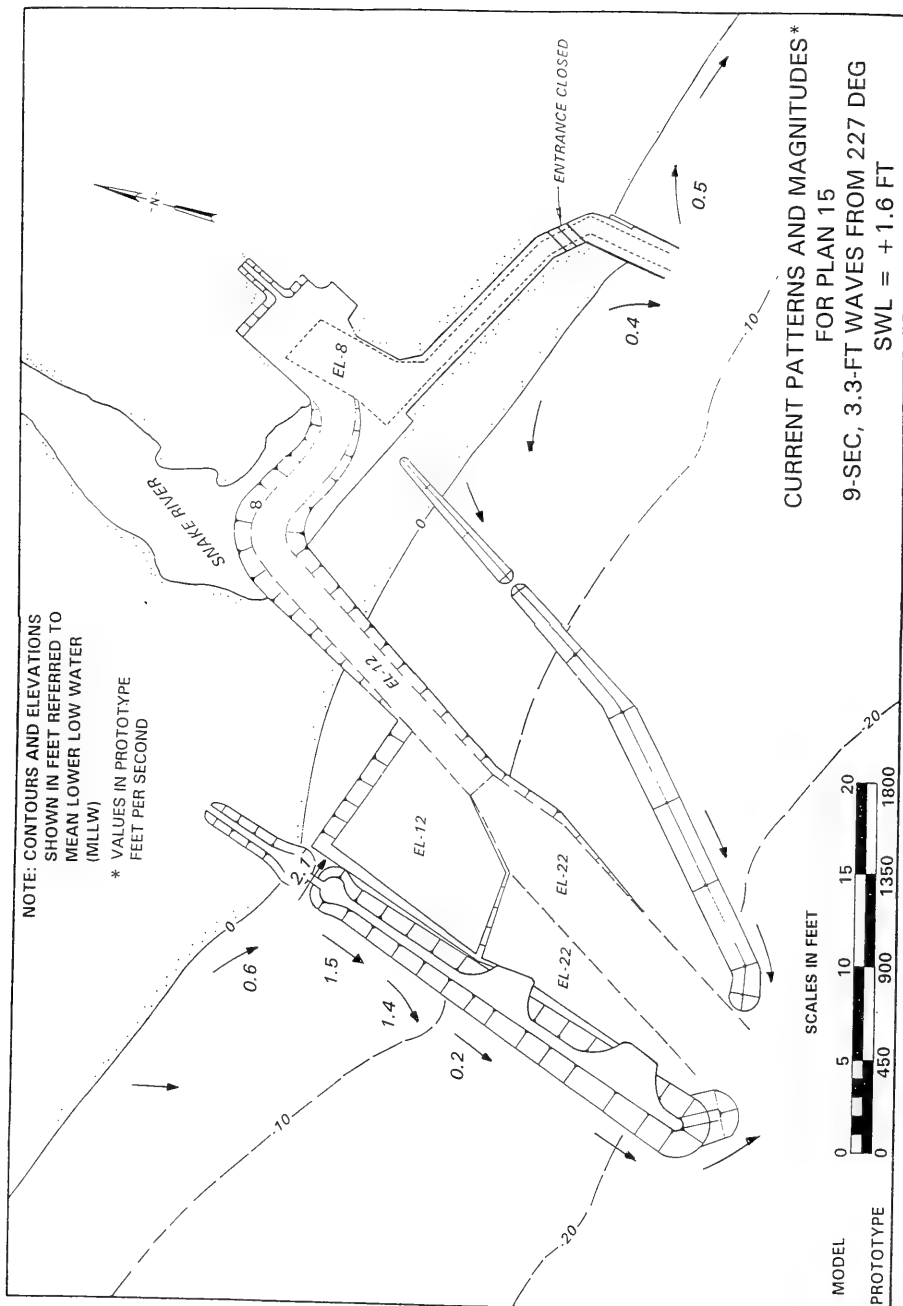 NOTE: CONTOURS AND ELEVATIONS
SHOWN IN FEET REFERRED TO
MEAN LOWER LOW WATER
(MLLW)
* VALUES IN PROTOTYPE
FEET PER SECOND
SNAKE RIVER
N
ENTRANCE CLOSED
EL-8
8
EL-12
EL-12
EL-22
EL-22
0
0
-10
-10
-20
-20
0.6
2.1
1.5
1.4
0.2
0.4
0.5
CURRENT PATTERNS AND MAGNITUDES*
FOR PLAN 15
9-SEC, 3.3-FT WAVES FROM 227 DEG
SWL = +1.6 FT
SCALES IN FEET
MODEL 0 5 10 15 20
PROTOTYPE 0 450 900 1350 1800